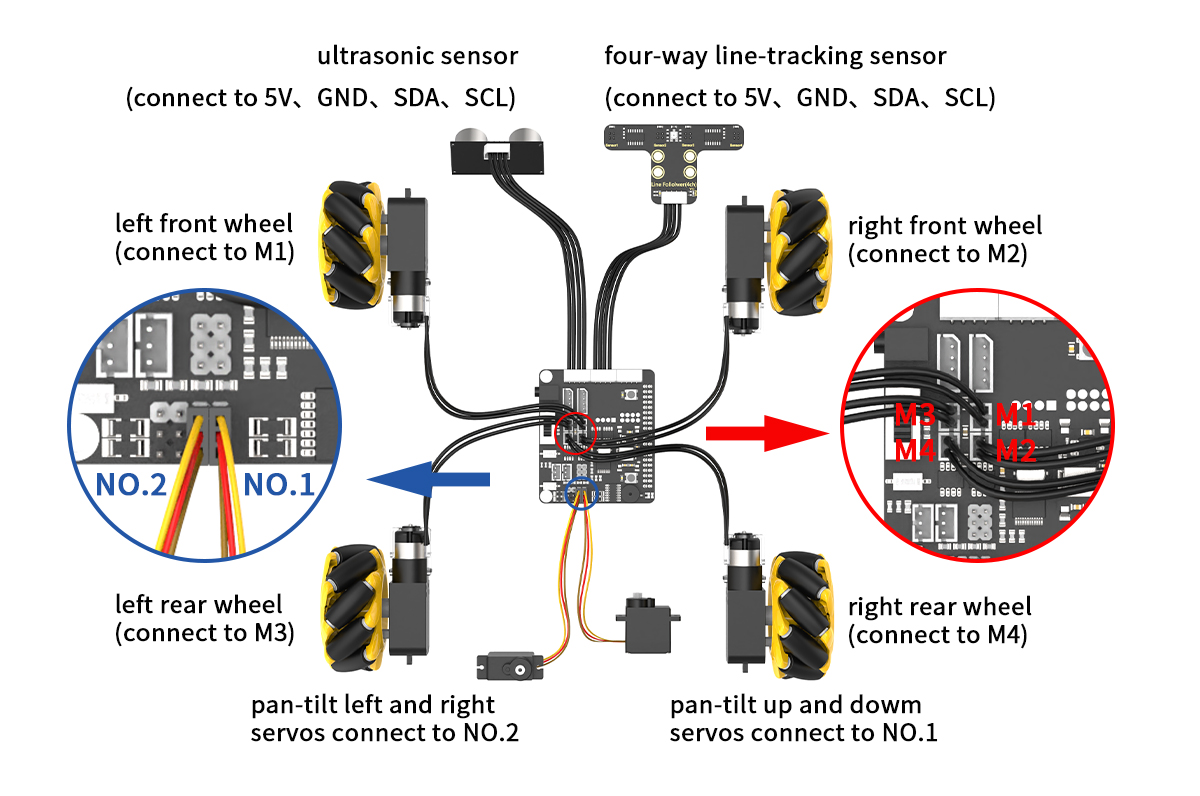 ultrasonic sensor
(connect to 5V、GND、SDA、SCL)
four-way line-tracking sensor
(connect to 5V、GND、SDA、SCL)
Line Follower(4ch)
left front wheel
(connect to M1)
right front wheel
(connect to M2)
NO.2
NO.1
M3
M1
M4
M2
left rear wheel
(connect to M3)
right rear wheel
(connect to M4)
pan-tilt left and right
servos connect to NO.2
pan-tilt up and dowm
servos connect to NO.1